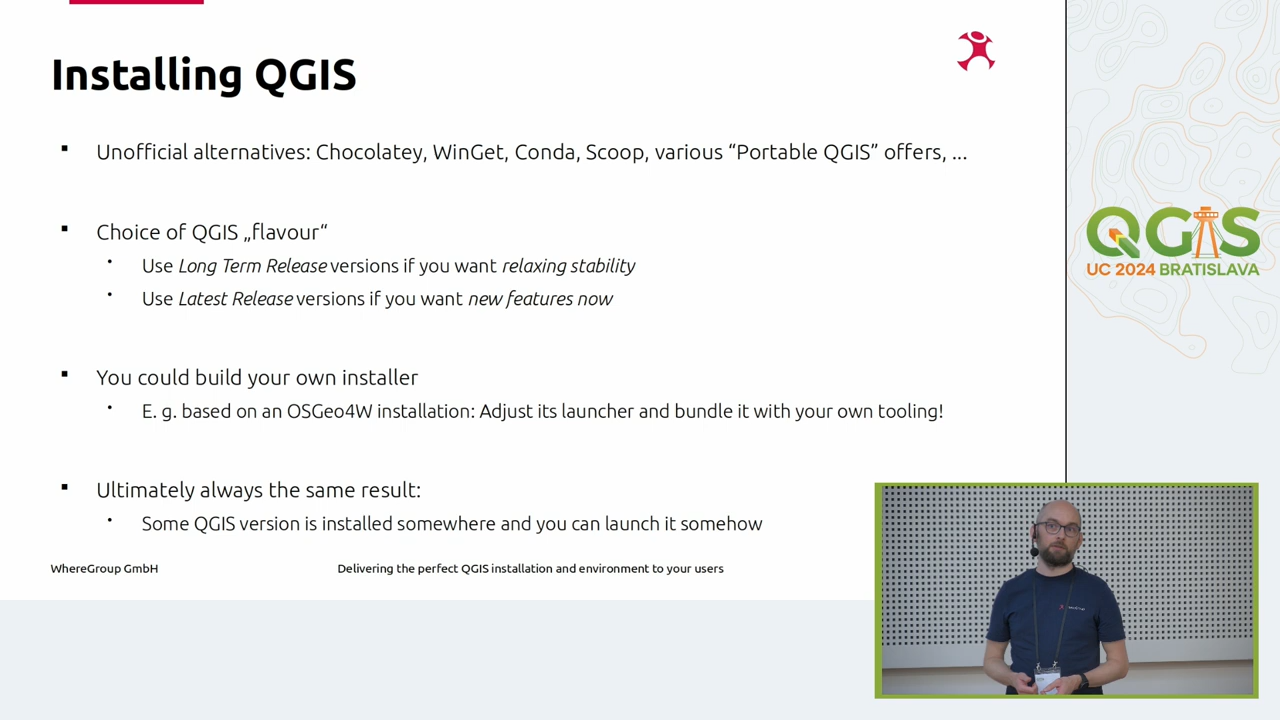 Installing QGIS
Unofficial alternatives: Chocolatey, WinGet, Conda, Scoop, various “Portable QGIS” offers, ...
Choice of QGIS „flavour“
Use Long Term Release versions if you want relaxing stability
Use Latest Release versions if you want new features now
You could build your own installer
E. g. based on an OSGeo4W installation: Adjust its launcher and bundle it with your own tooling!
Ultimately always the same result:
Some QGIS version is installed somewhere and you can launch it somehow
WhereGroup GmbH
Delivering the perfect QGIS installation and environment to your users
QGIS
UC 2024 BRATISLAVA